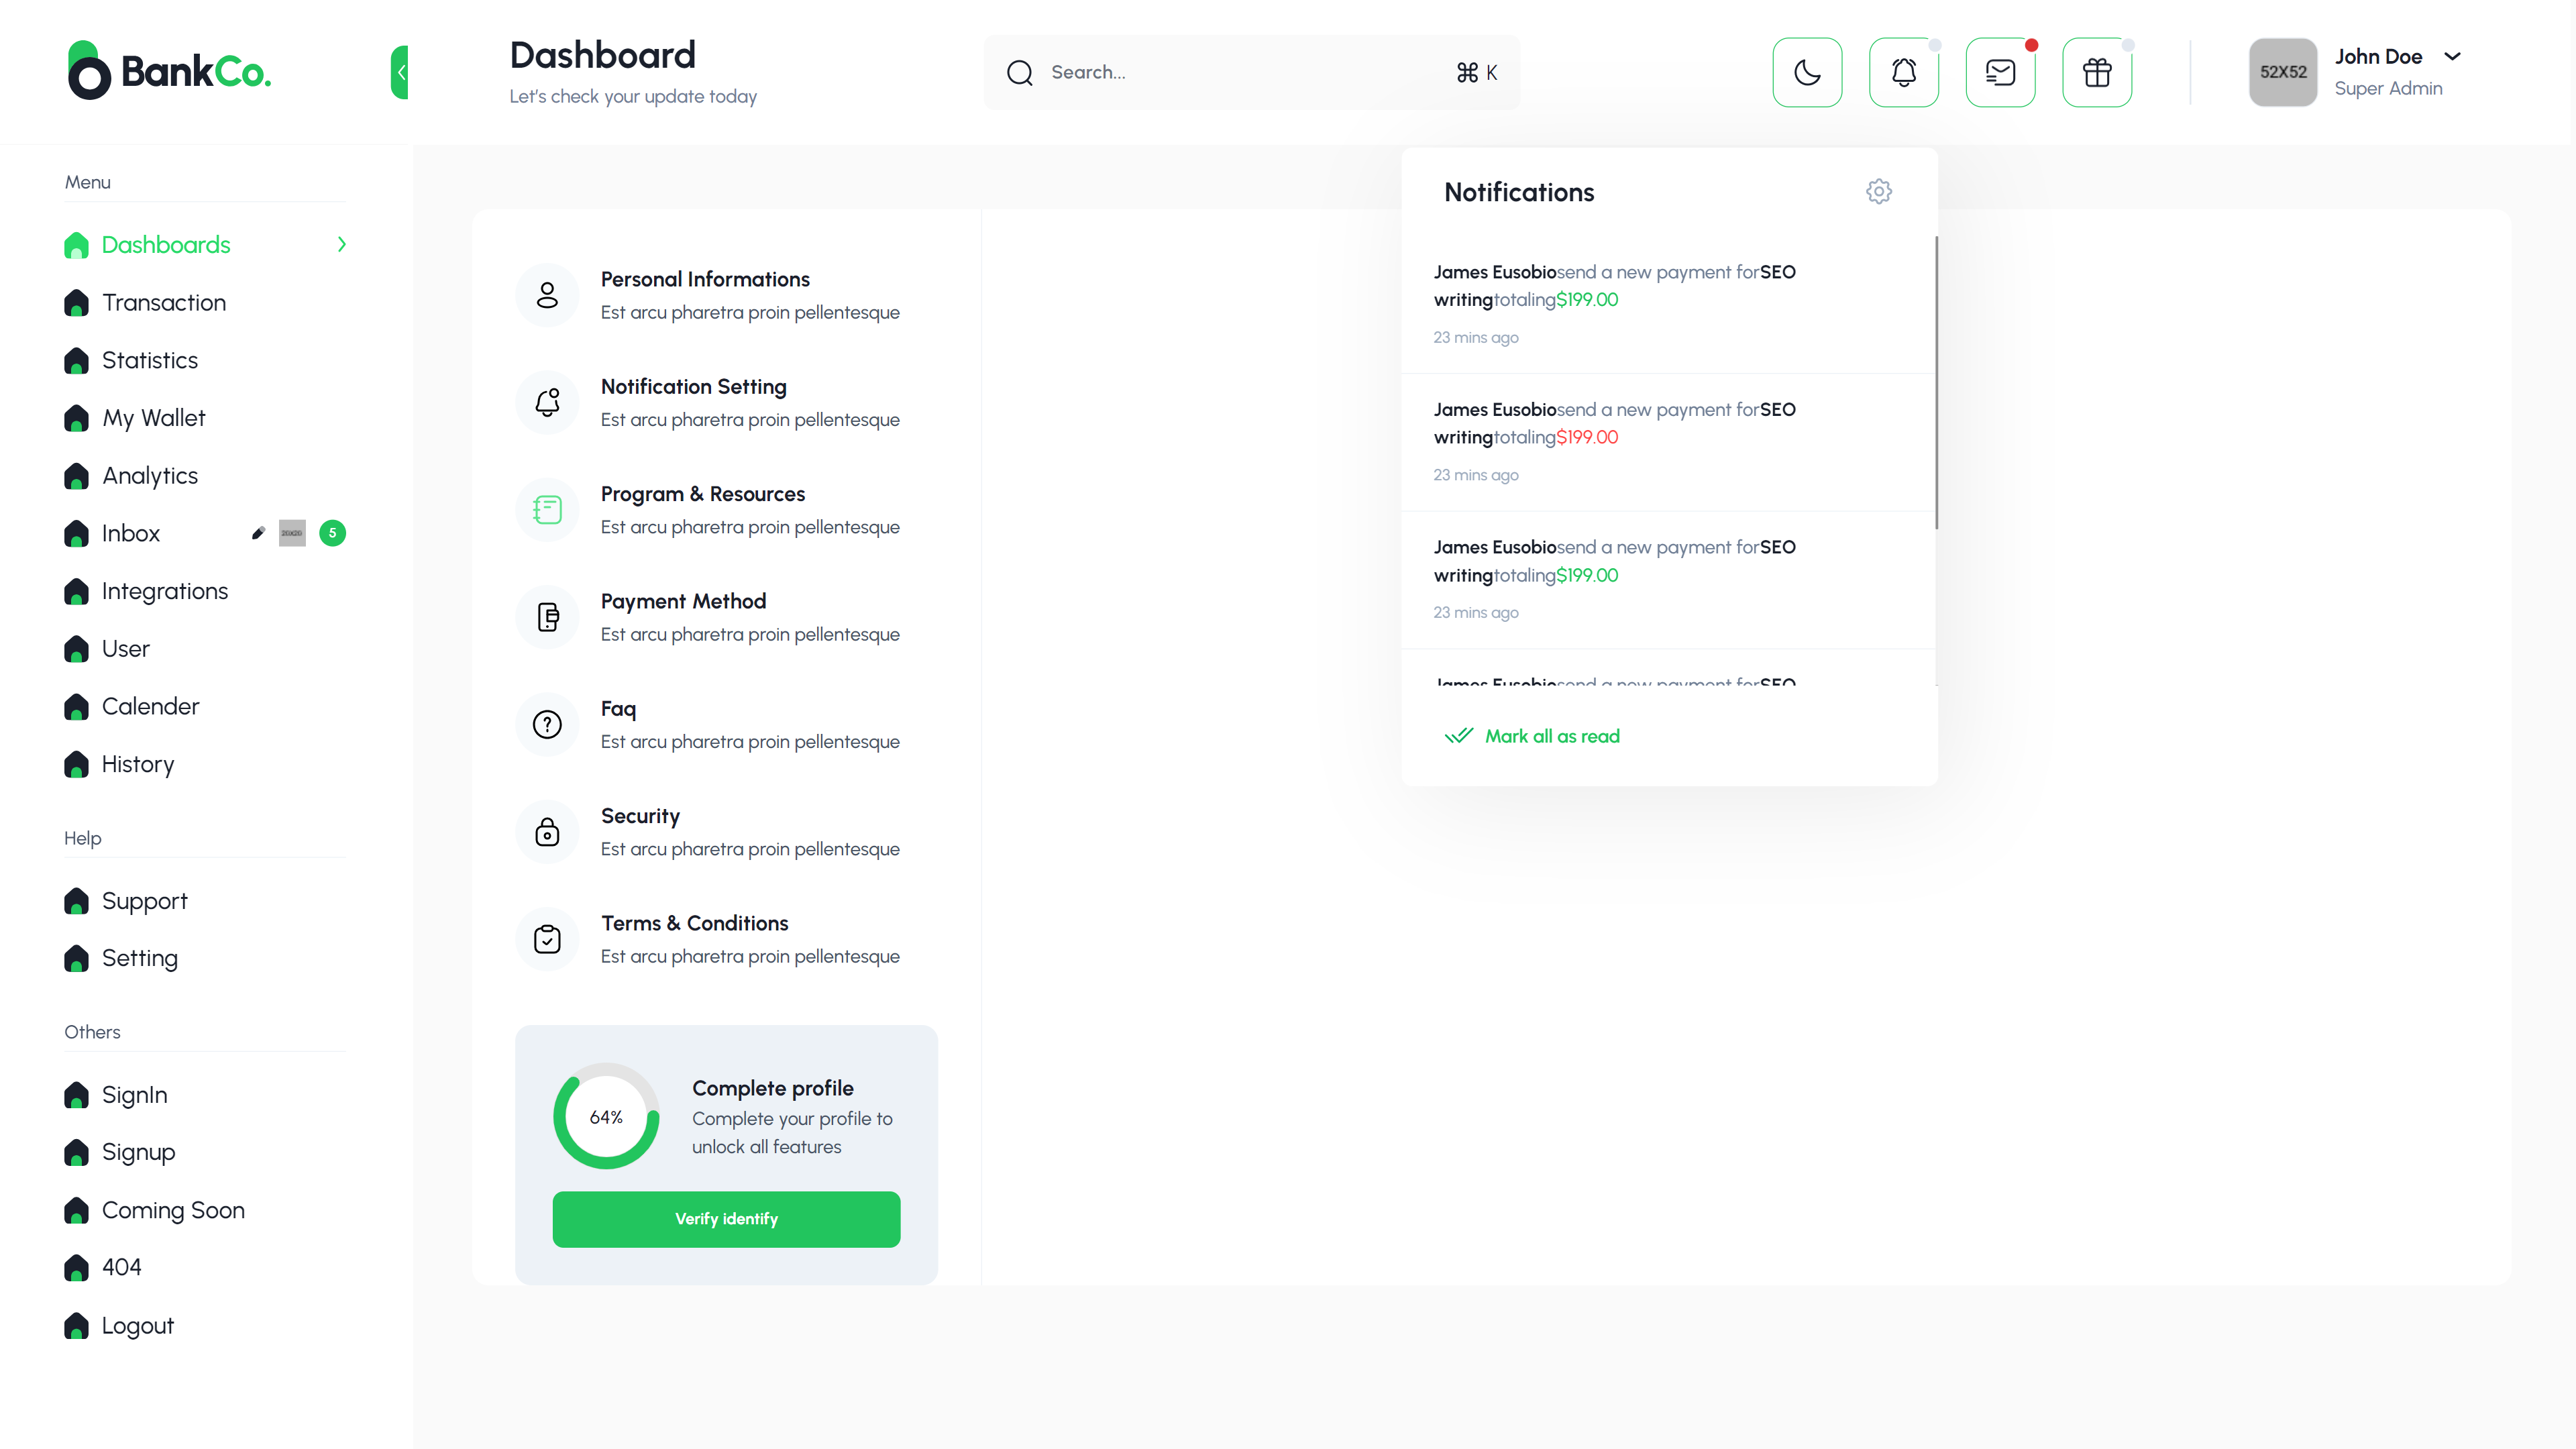 BankCo.
Dashboard
Let's check your update today
Search...
⌘ K
52X52
John Doe
Super Admin
Menu
Dashboards
Transaction
Statistics
My Wallet
Analytics
Inbox
5
Integrations
User
Calender
History
Help
Support
Setting
Others
SignIn
Signup
Coming Soon
404
Logout
Personal Informations
Est arcu pharetra proin pellentesque
Notification Setting
Est arcu pharetra proin pellentesque
Program & Resources
Est arcu pharetra proin pellentesque
Payment Method
Est arcu pharetra proin pellentesque
Faq
Est arcu pharetra proin pellentesque
Security
Est arcu pharetra proin pellentesque
Terms & Conditions
Est arcu pharetra proin pellentesque
64%
Complete profile
Complete your profile to
unlock all features
Verify identify
Notifications
James Eusobiosend a new payment forSEO
writingtotaling$199.00
23 mins ago
James Eusobiosend a new payment forSEO
writingtotaling$199.00
23 mins ago
James Eusobiosend a new payment forSEO
writingtotaling$199.00
23 mins ago
James Eusobiosend a new payment forSEO
Mark all as read